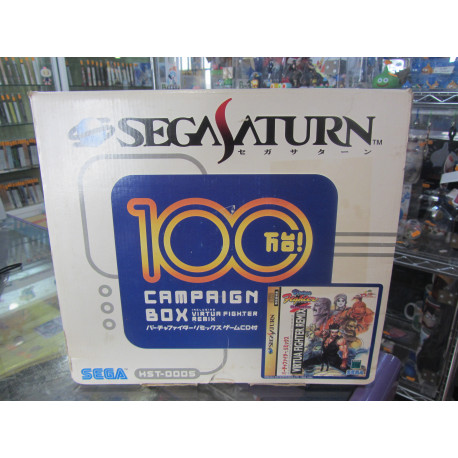 SEGASATURN™
セガサターン
100万台!
CAMPAIGN
BOX
INCLUDING
VIRTUA FIGHTER
REMIX
バーチャファイター リミックス ゲームCD付
SEGA
HST-0005
SEGASATURN
VIRTUA FIGHTER REMIX